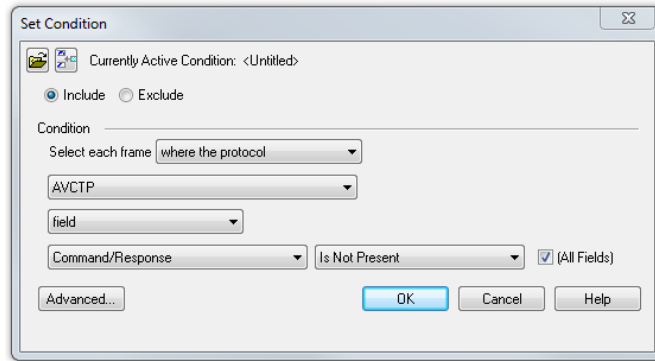 Set Condition
Currently Active Condition: <Untitled>
Include Exclude
Condition
Select each frame where the protocol
AVCTP
field
Command/Response Is Not Present (All Fields)
Advanced... OK Cancel Help